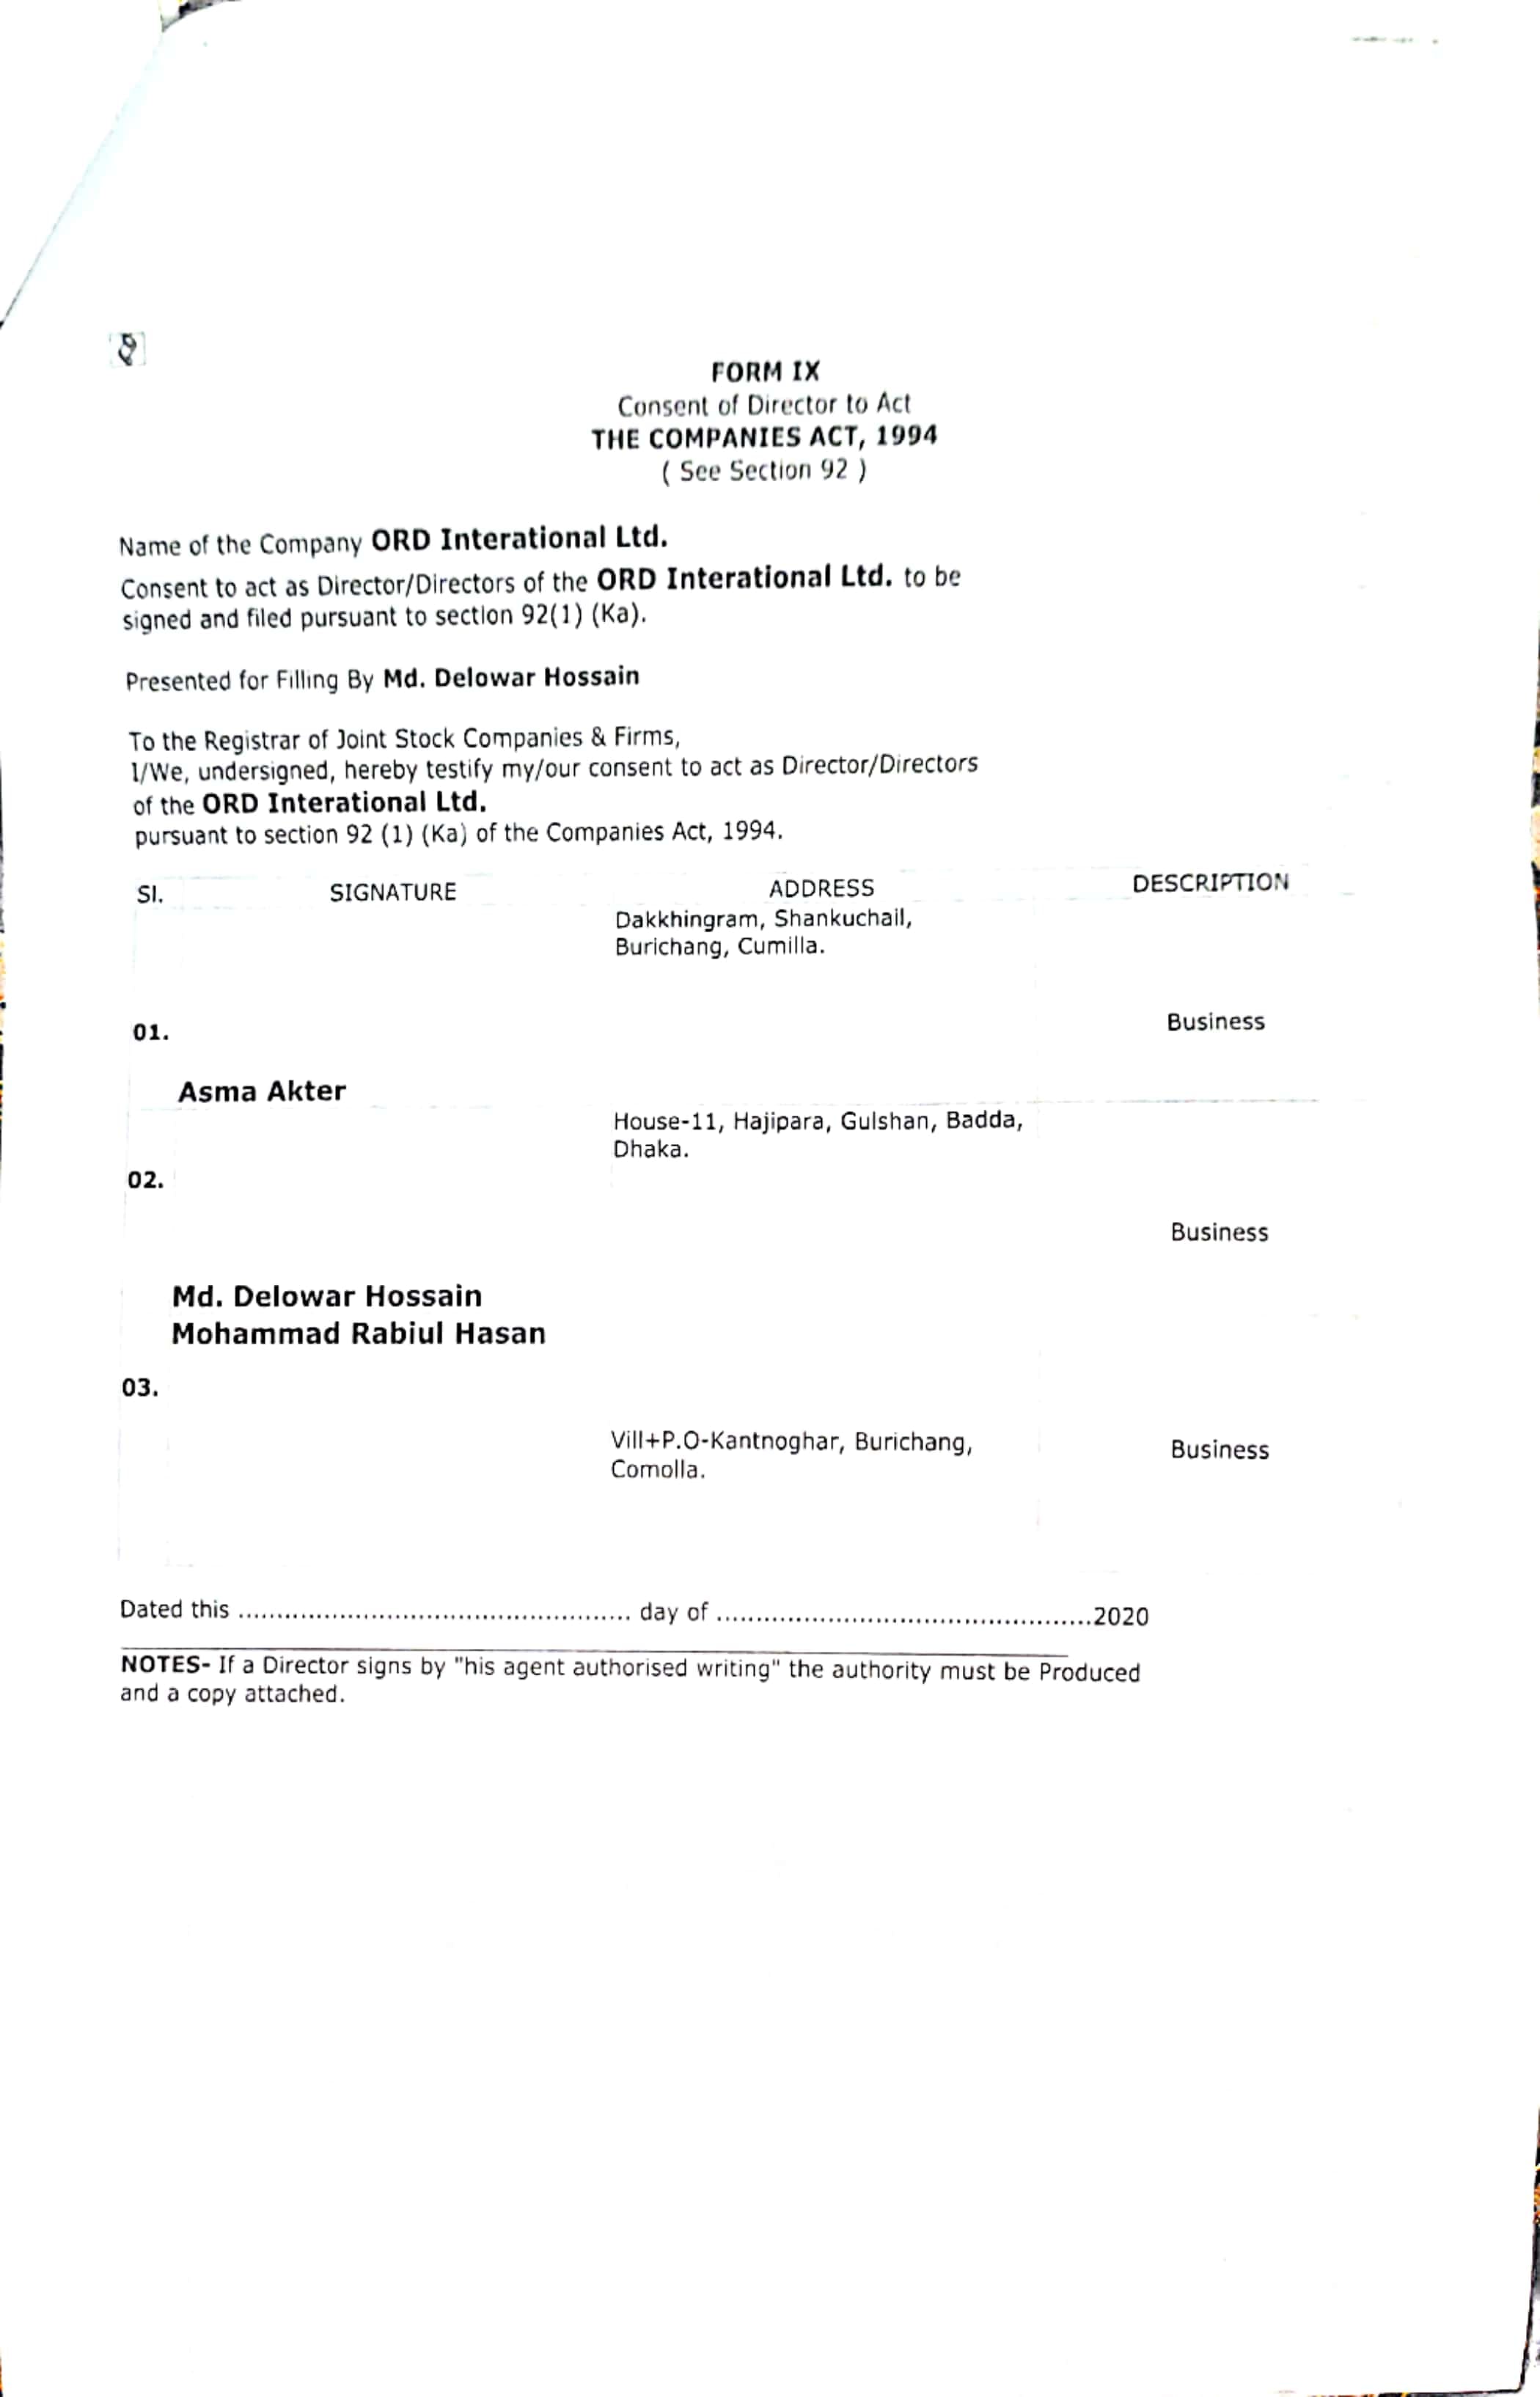 FORM IX
Consent of Director to Act
THE COMPANIES ACT, 1994
( See Section 92 )
Name of the Company ORD Interational Ltd.
Consent to act as Director/Directors of the ORD Interational Ltd. to be
signed and filed pursuant to section 92(1) (Ka).
Presented for Filling By Md. Delowar Hossain
To the Registrar of Joint Stock Companies & Firms,
I/We, undersigned, hereby testify my/our consent to act as Director/Directors
of the ORD Interational Ltd.
pursuant to section 92 (1) (Ka) of the Companies Act, 1994.
SI. SIGNATURE ADDRESS DESCRIPTION
Dakkhingram, Shankuchail,
Burichang, Cumilla.
01. Business
Asma Akter
House-11, Hajipara, Gulshan, Badda,
Dhaka.
02.
Business
Md. Delowar Hossain
Mohammad Rabiul Hasan
03.
Vill+P.O-Kantnoghar, Burichang, Business
Comolla.
Dated this ................................................. day of ...............................................2020
NOTES- If a Director signs by "his agent authorised writing" the authority must be Produced
and a copy attached.